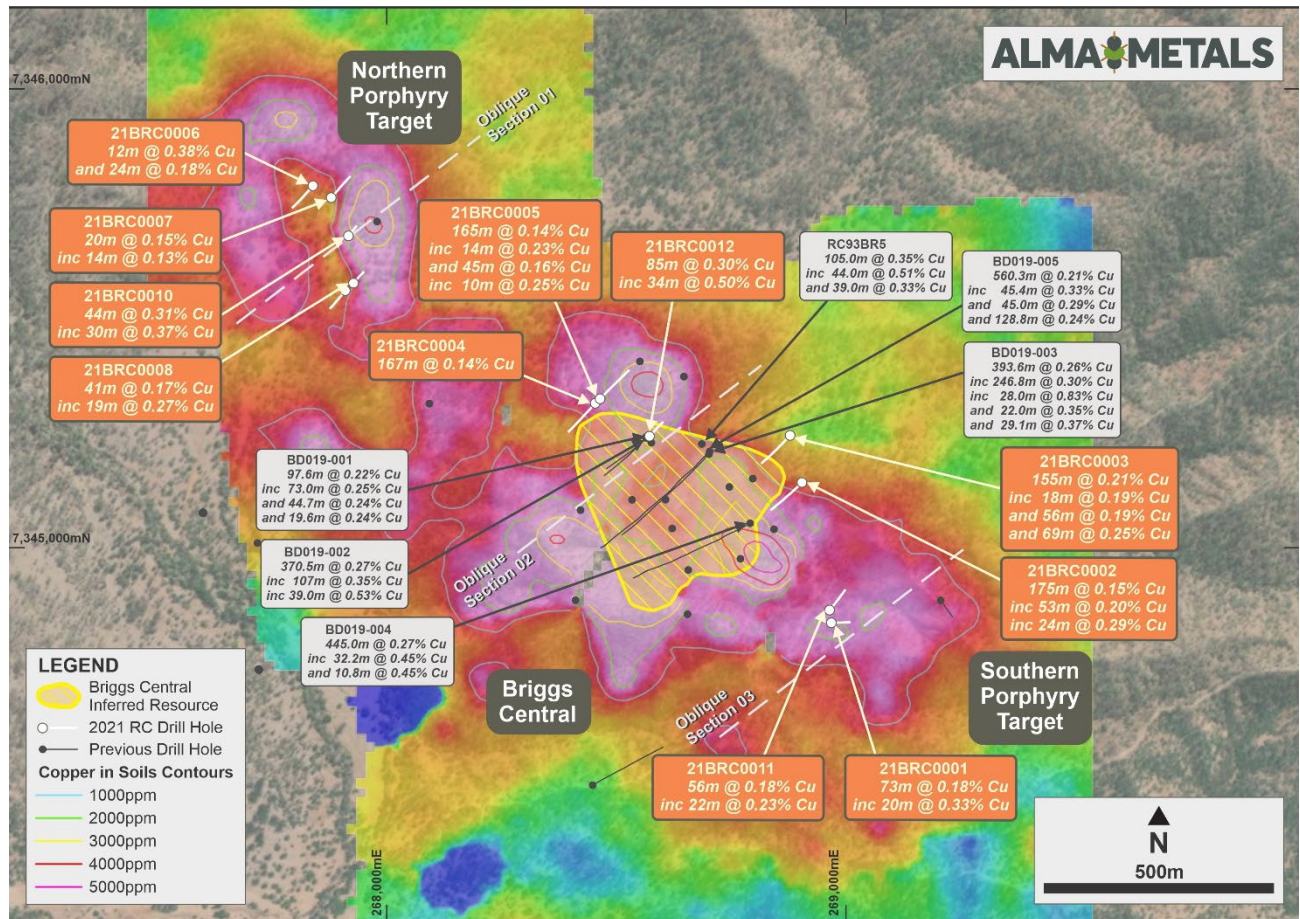 ALMA METALS
7,346,000mN
Northern
Porphyry
Target
Oblique
Section 01
21BRC0006
12m @ 0.38% Cu
and 24m @ 0.18% Cu
21BRC0007
20m @ 0.15% Cu
inc 14m @ 0.13% Cu
21BRC0010
44m @ 0.31% Cu
inc 30m @ 0.37% Cu
21BRC0008
41m @ 0.17% Cu
inc 19m @ 0.27% Cu
21BRC0005
165m @ 0.14% Cu
inc 14m @ 0.23% Cu
and 45m @ 0.16% Cu
inc 10m @ 0.25% Cu
21BRC0012
85m @ 0.30% Cu
inc 34m @ 0.50% Cu
RC93BR5
105.0m @ 0.35% Cu
inc 44.0m @ 0.51% Cu
and 39.0m @ 0.33% Cu
BD019-005
560.3m @ 0.21% Cu
inc 45.4m @ 0.33% Cu
and 45.0m @ 0.29% Cu
and 128.8m @ 0.24% Cu
21BRC0004
167m @ 0.14% Cu
BD019-003
393.6m @ 0.26% Cu
inc 246.8m @ 0.30% Cu
inc 28.0m @ 0.83% Cu
and 22.0m @ 0.35% Cu
and 29.1m @ 0.37% Cu
BD019-001
97.6m @ 0.22% Cu
inc 73.0m @ 0.25% Cu
and 44.7m @ 0.24% Cu
and 19.6m @ 0.24% Cu
21BRC0003
155m @ 0.21% Cu
inc 18m @ 0.19% Cu
and 56m @ 0.19% Cu
and 69m @ 0.25% Cu
7,345,000mN
BD019-002
370.5m @ 0.27% Cu
inc 107m @ 0.35% Cu
inc 39.0m @ 0.53% Cu
Oblique
Section 02
21BRC0002
175m @ 0.15% Cu
inc 53m @ 0.20% Cu
inc 24m @ 0.29% Cu
BD019-004
445.0m @ 0.27% Cu
inc 32.2m @ 0.45% Cu
and 10.8m @ 0.45% Cu
Briggs
Central
Oblique
Section 03
Southern
Porphyry
Target
21BRC0011
56m @ 0.18% Cu
inc 22m @ 0.23% Cu
21BRC0001
73m @ 0.18% Cu
inc 20m @ 0.33% Cu
LEGEND
Briggs Central
Inferred Resource
2021 RC Drill Hole
Previous Drill Hole
Copper in Soils Contours
1000ppm
2000ppm
3000ppm
4000ppm
5000ppm
268,000mE
269,000mE
N
500m